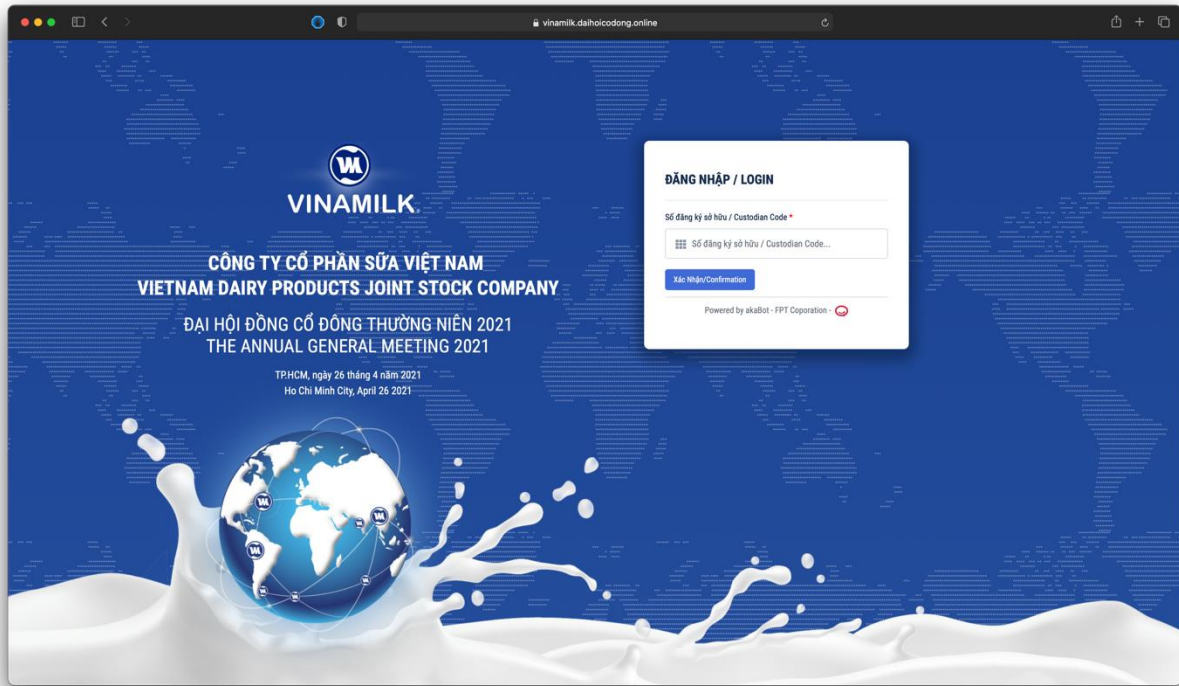 vinamilk.daihoicodong.online
VINAMILK
CÔNG TY CỔ PHẦN SỮA VIỆT NAM
VIETNAM DAIRY PRODUCTS JOINT STOCK COMPANY
ĐẠI HỘI ĐỒNG CỔ ĐÔNG THƯỜNG NIÊN 2021
THE ANNUAL GENERAL MEETING 2021
TP.HCM, ngày 26 tháng 4 năm 2021
Ho Chi Minh City, April 26 2021
ĐĂNG NHẬP / LOGIN
Số đăng ký sở hữu / Custodian Code *
Số đăng ký sở hữu / Custodian Code...
Xác Nhận/Confirmation
Powered by akaBot - FPT Coporation -